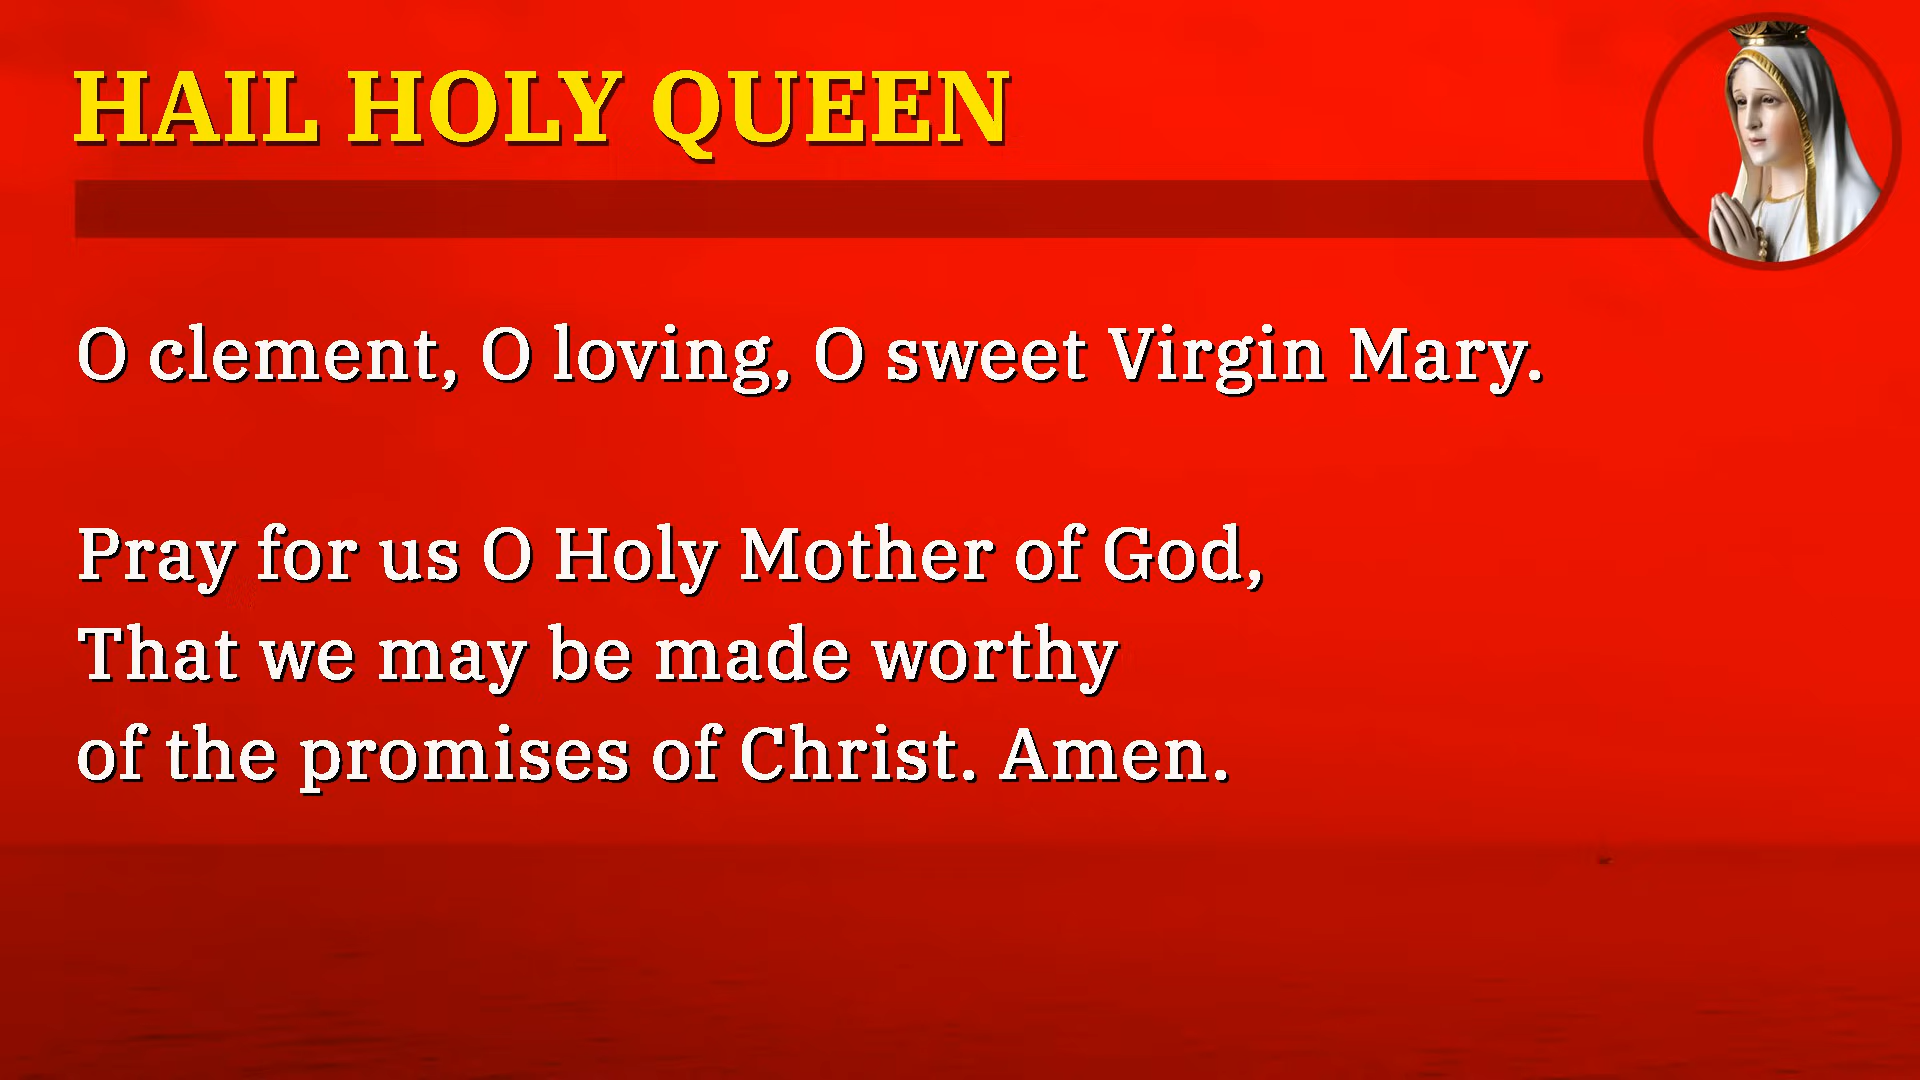 HAIL HOLY QUEEN
O clement, O loving, O sweet Virgin Mary.
Pray for us O Holy Mother of God,
That we may be made worthy
of the promises of Christ. Amen.